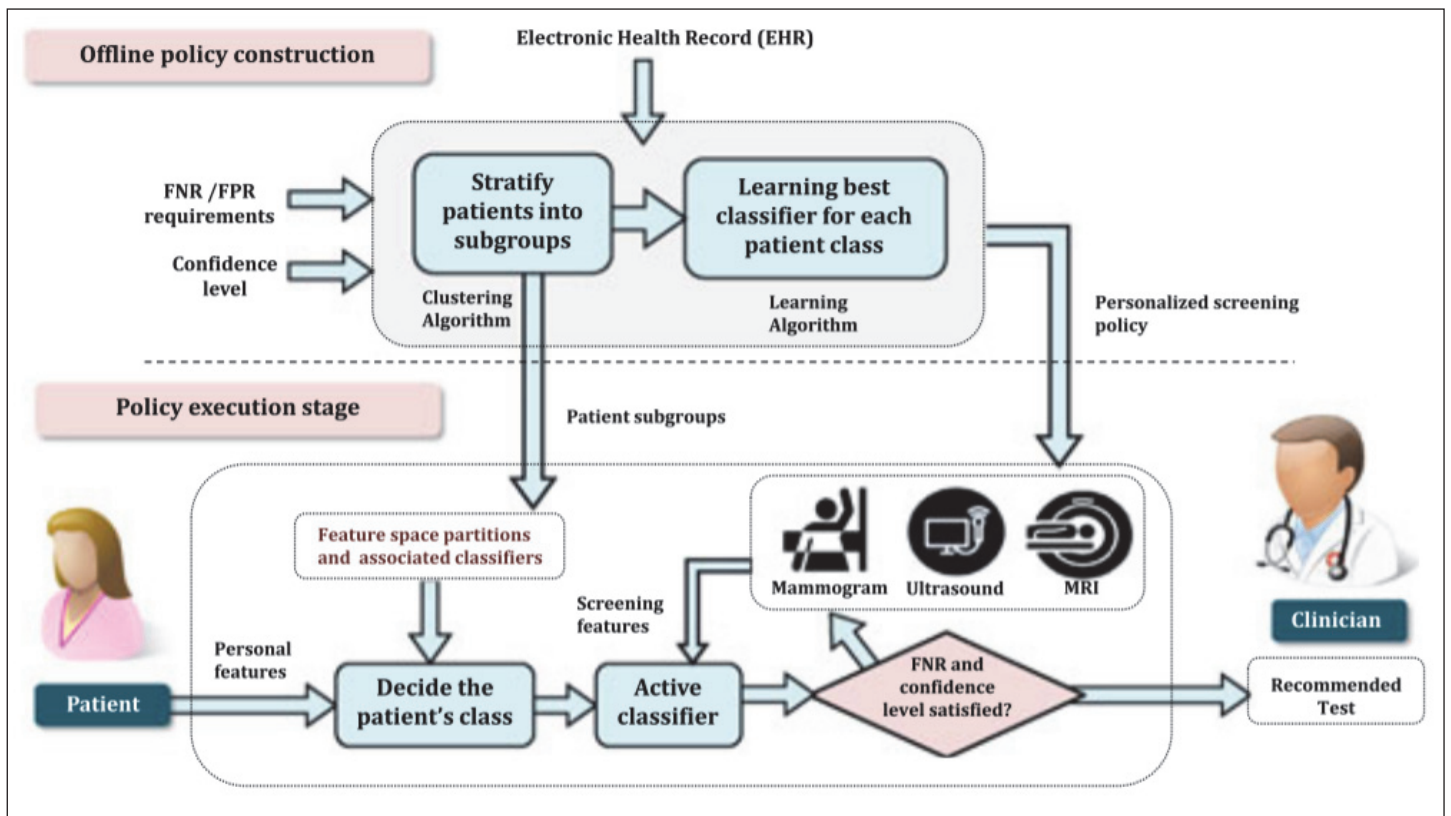 Offline policy construction
Electronic Health Record (EHR)
FNR /FPR
requirements
Confidence
level
Stratify
patients into
subgroups
Learning best
classifier for each
patient class
Clustering
Algorithm
Learning
Algorithm
Personalized screening
policy
Policy execution stage
Patient subgroups
Feature space partitions
and associated classifiers
Mammogram
Ultrasound
MRI
Screening
features
Clinician
Personal
features
Patient
Decide the
patient's class
Active
classifier
FNR and
confidence
level satisfied?
Recommended
Test